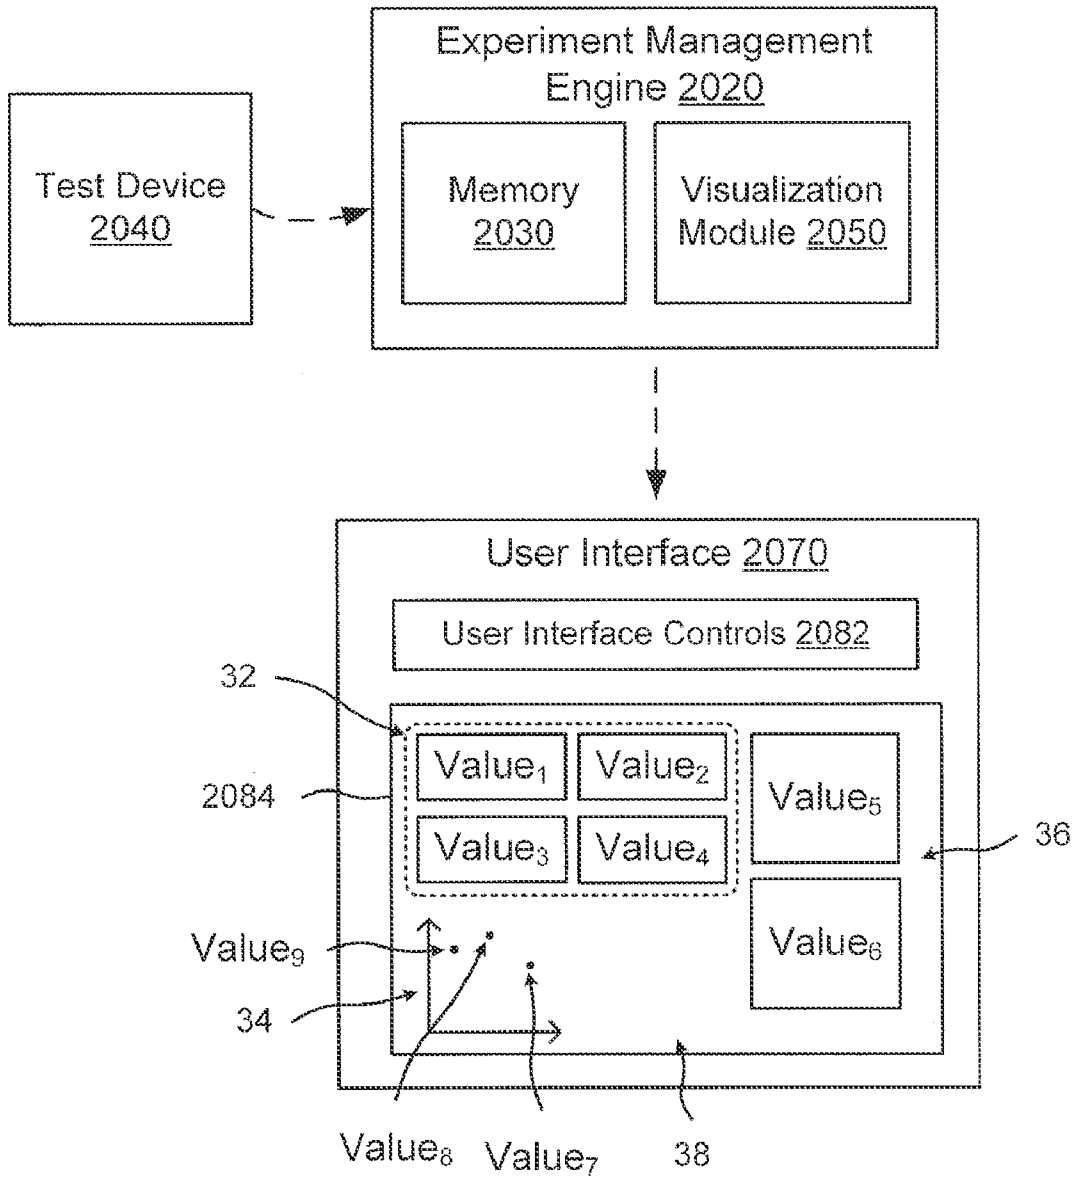 Experiment Management
Engine 2020
Test Device
2040
Memory
2030
Visualization
Module 2050
User Interface 2070
User Interface Controls 2082
32
Value₁
Value₂
2084
Value₅
Value₃
Value₄
36
Value₉
Value₆
34
Value₈
Value₇
38